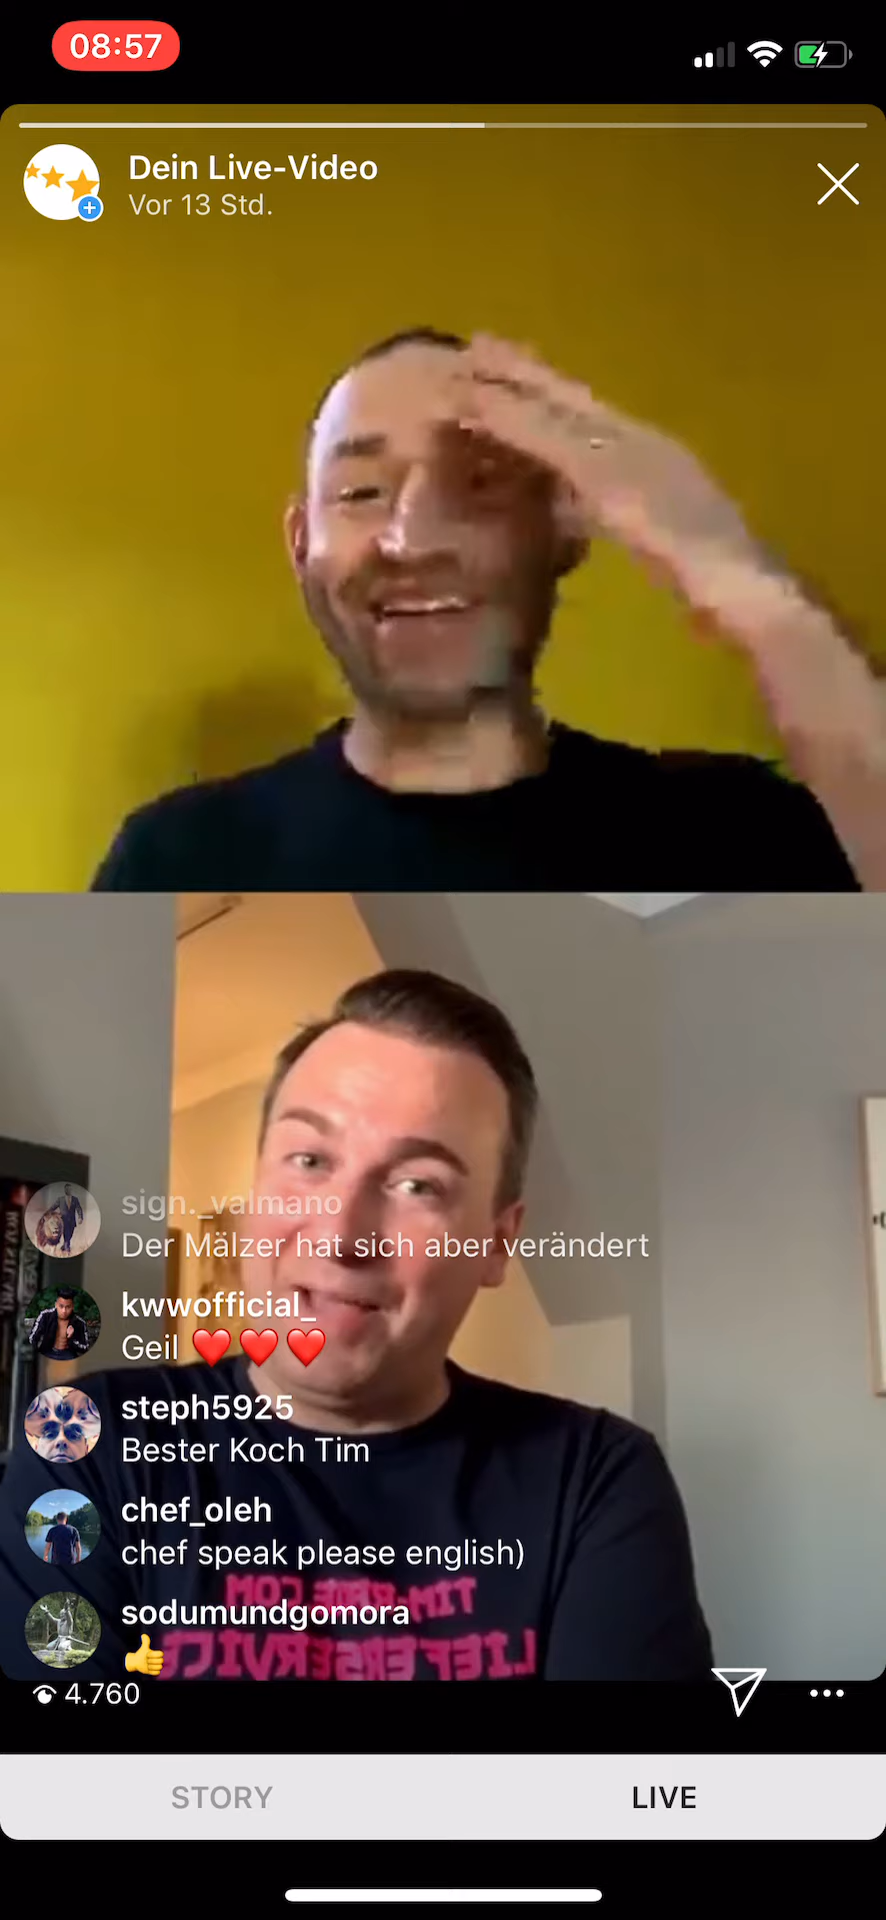 08:57
Dein Live-Video
Vor 13 Std.
sign._valmano
Der Mälzer hat sich aber verändert
kwwofficial_
Geil ❤️❤️❤️
steph5925
Bester Koch Tim
chef_oleh
chef speak please english)
sodumundgomora
👍
LIEFERSERVICE
4.760
STORY
LIVE